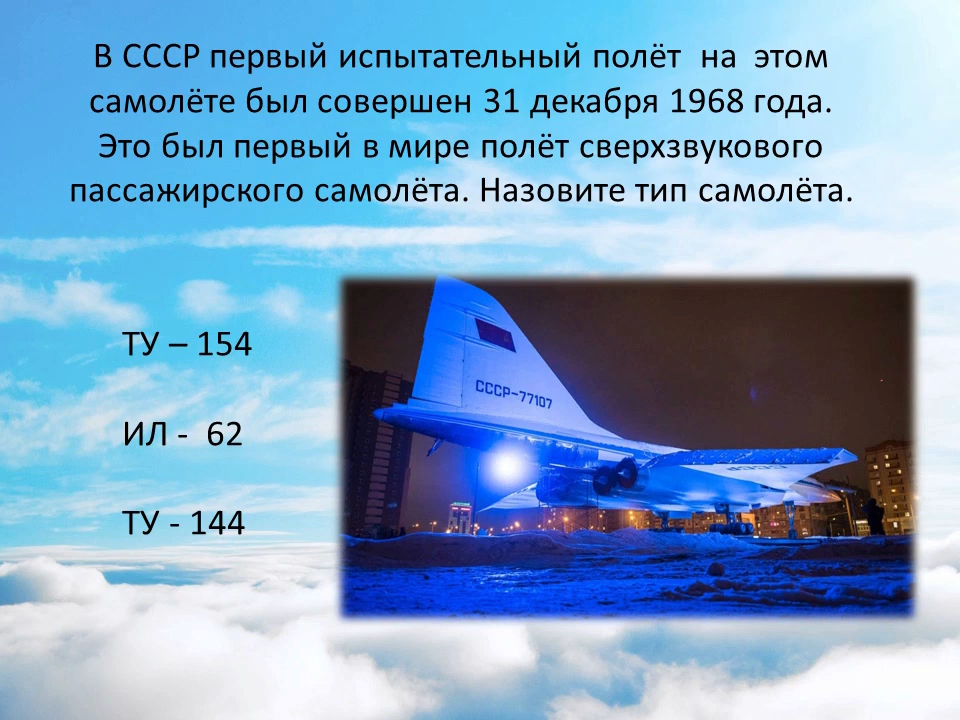 В СССР первый испытательный полёт  на  этом
самолёте был совершен 31 декабря 1968 года.
Это был первый в мире полёт сверхзвукового
пассажирского самолёта. Назовите тип самолёта.
ТУ – 154
ИЛ -  62
ТУ - 144
СССР-77107